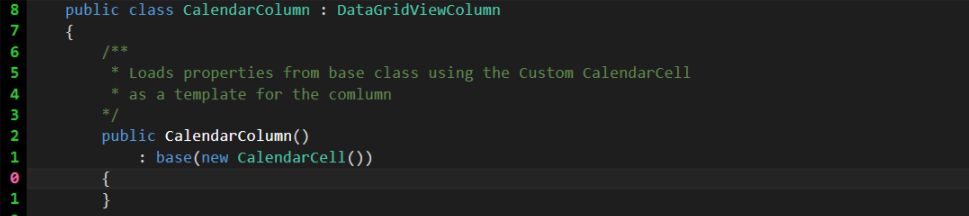 8 public class CalendarColumn : DataGridViewColumn
7 {
6 /**
5 * Loads properties from base class using the Custom CalendarCell
4 * as a template for the comlumn
3 */
2 public CalendarColumn()
1 : base(new CalendarCell())
0 {
1 }